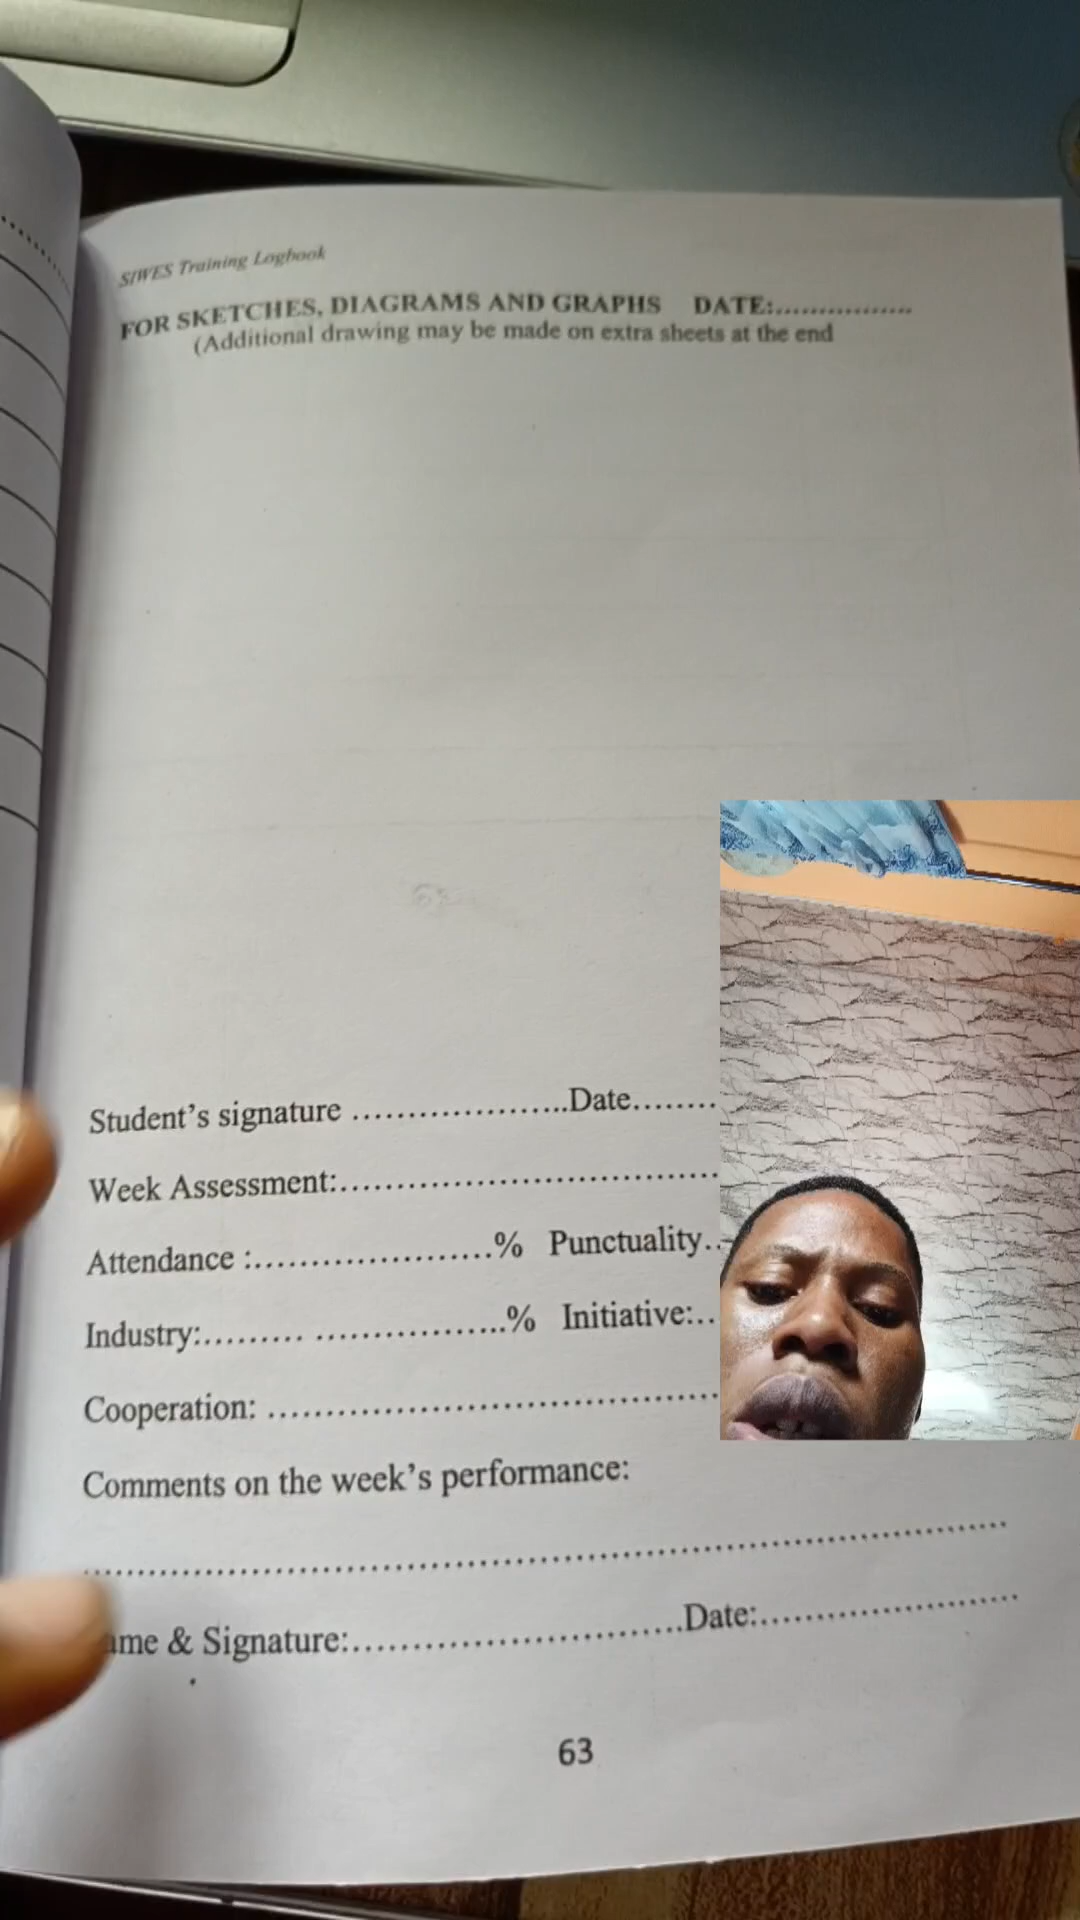 SIWES Training Logbook
FOR SKETCHES, DIAGRAMS AND GRAPHS DATE:.................
(Additional drawing may be made on extra sheets at the end
Student's signature .......................Date........
Week Assessment:..................................
Attendance :......................% Punctuality..
Industry:......... .....................% Initiative:..
Cooperation: ........................................
Comments on the week's performance:
....................................................................................
ame & Signature:..............................Date:.......................
63